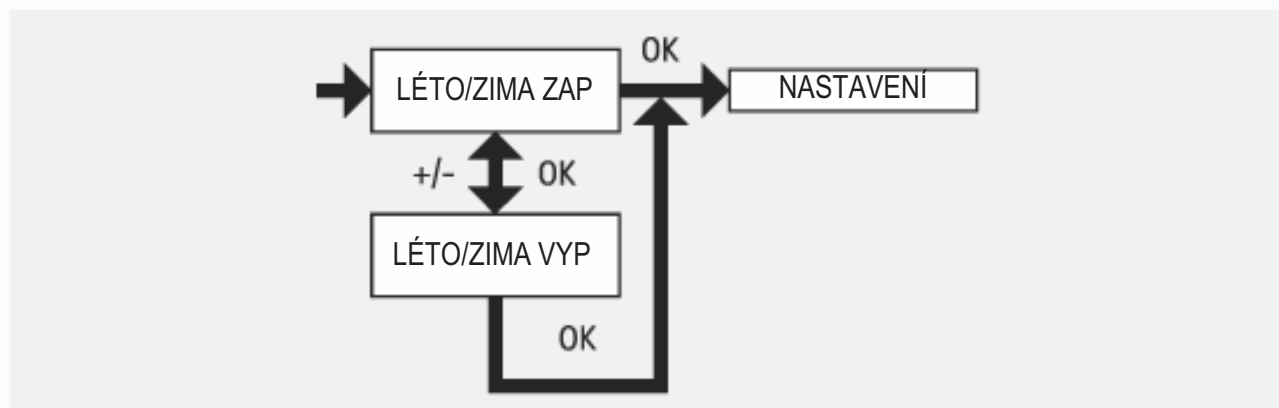 OK
LÉTO/ZIMA ZAP
NASTAVENÍ
+/- OK
LÉTO/ZIMA VYP
OK